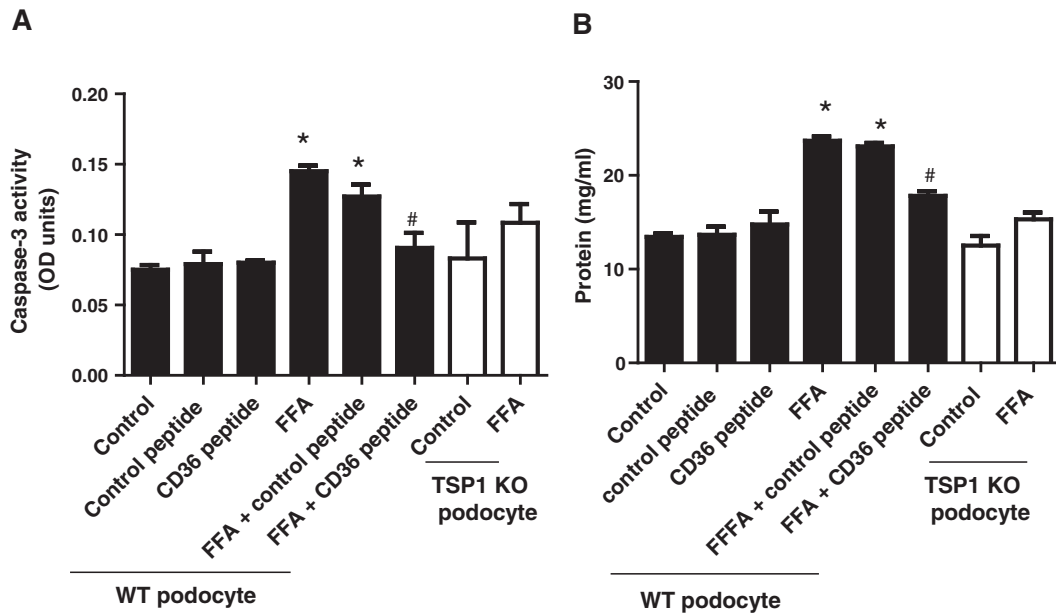 A
Caspase-3 activity
(OD units)
0.20
0.15
0.10
0.05
0.00
*
*
#
Control
Control peptide
CD36 peptide
FFA
FFA + control peptide
FFA + CD36 peptide
Control
FFA
TSP1 KO
podocyte
WT podocyte
B
Protein (mg/ml)
30
20
10
0
*
*
#
Control
control peptide
CD36 peptide
FFA
FFFA + control peptide
FFA + CD36 peptide
Control
FFA
TSP1 KO
podocyte
WT podocyte